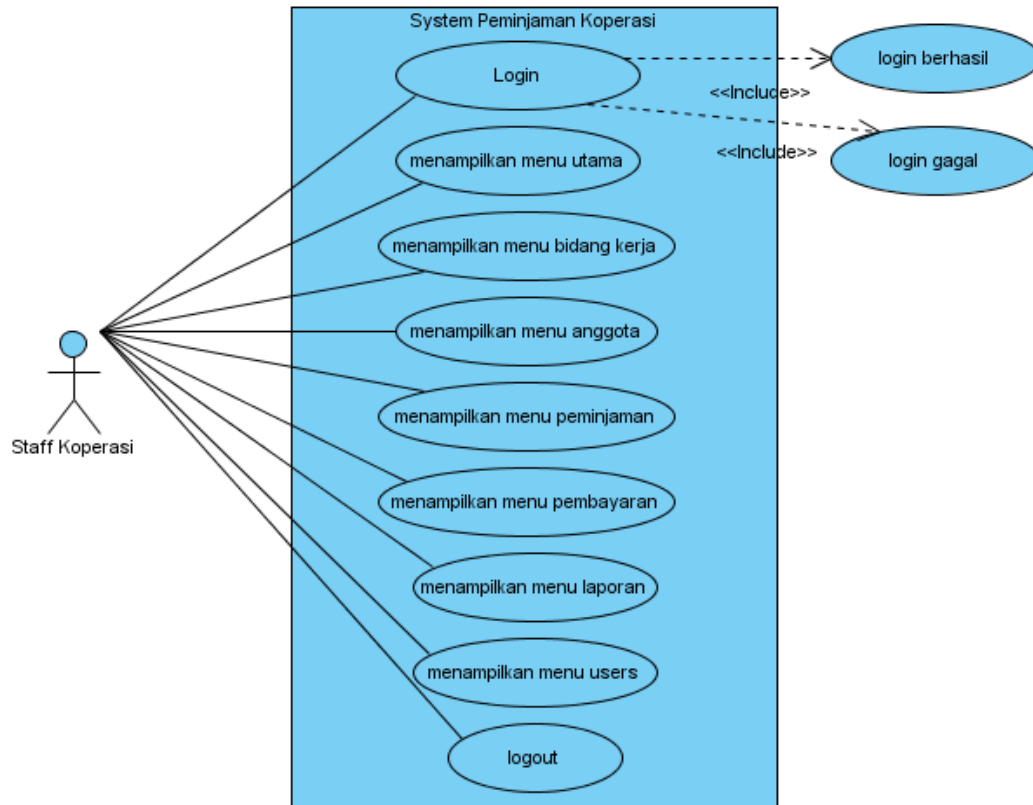 System Peminjaman Koperasi
Login
login berhasil
<<Include>>
<<Include>>
login gagal
menampilkan menu utama
menampilkan menu bidang kerja
menampilkan menu anggota
menampilkan menu peminjaman
Staff Koperasi
menampilkan menu pembayaran
menampilkan menu laporan
menampilkan menu users
logout